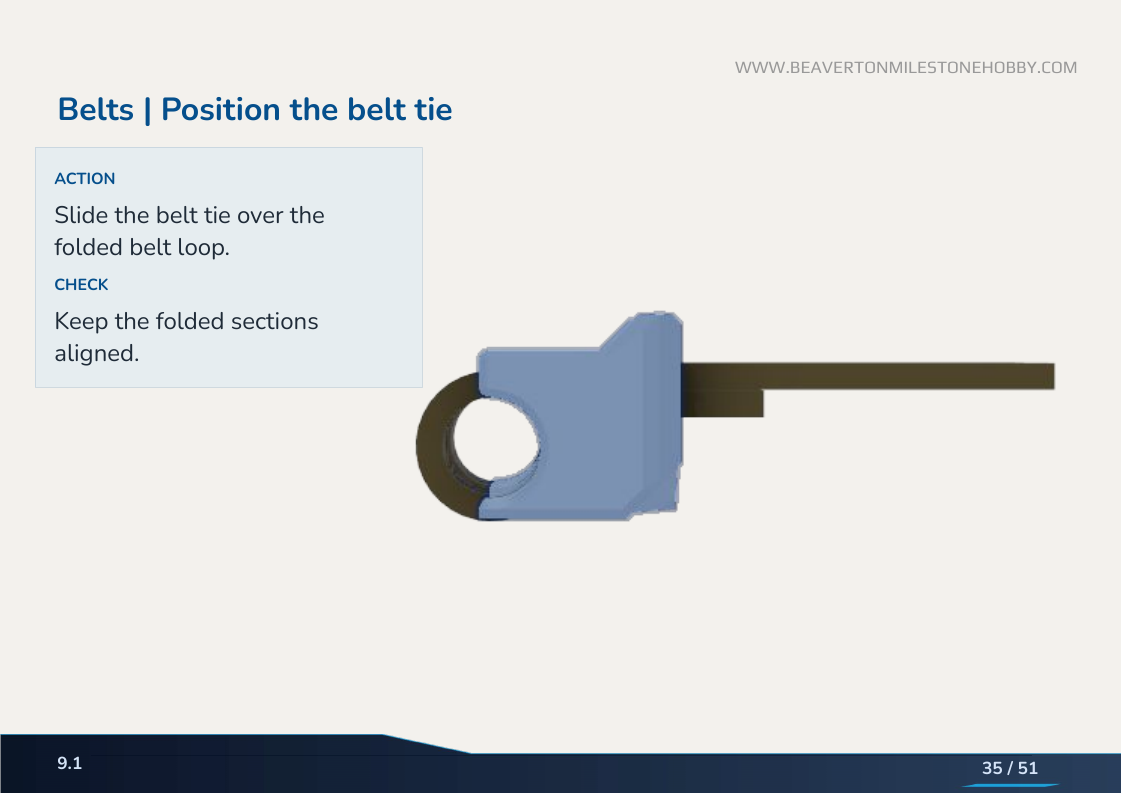 WWW.BEAVERTONMILESTONEHOBBY.COM
Belts | Position the belt tie
ACTION
Slide the belt tie over the
folded belt loop.
CHECK
Keep the folded sections
aligned.
9.1
35 / 51